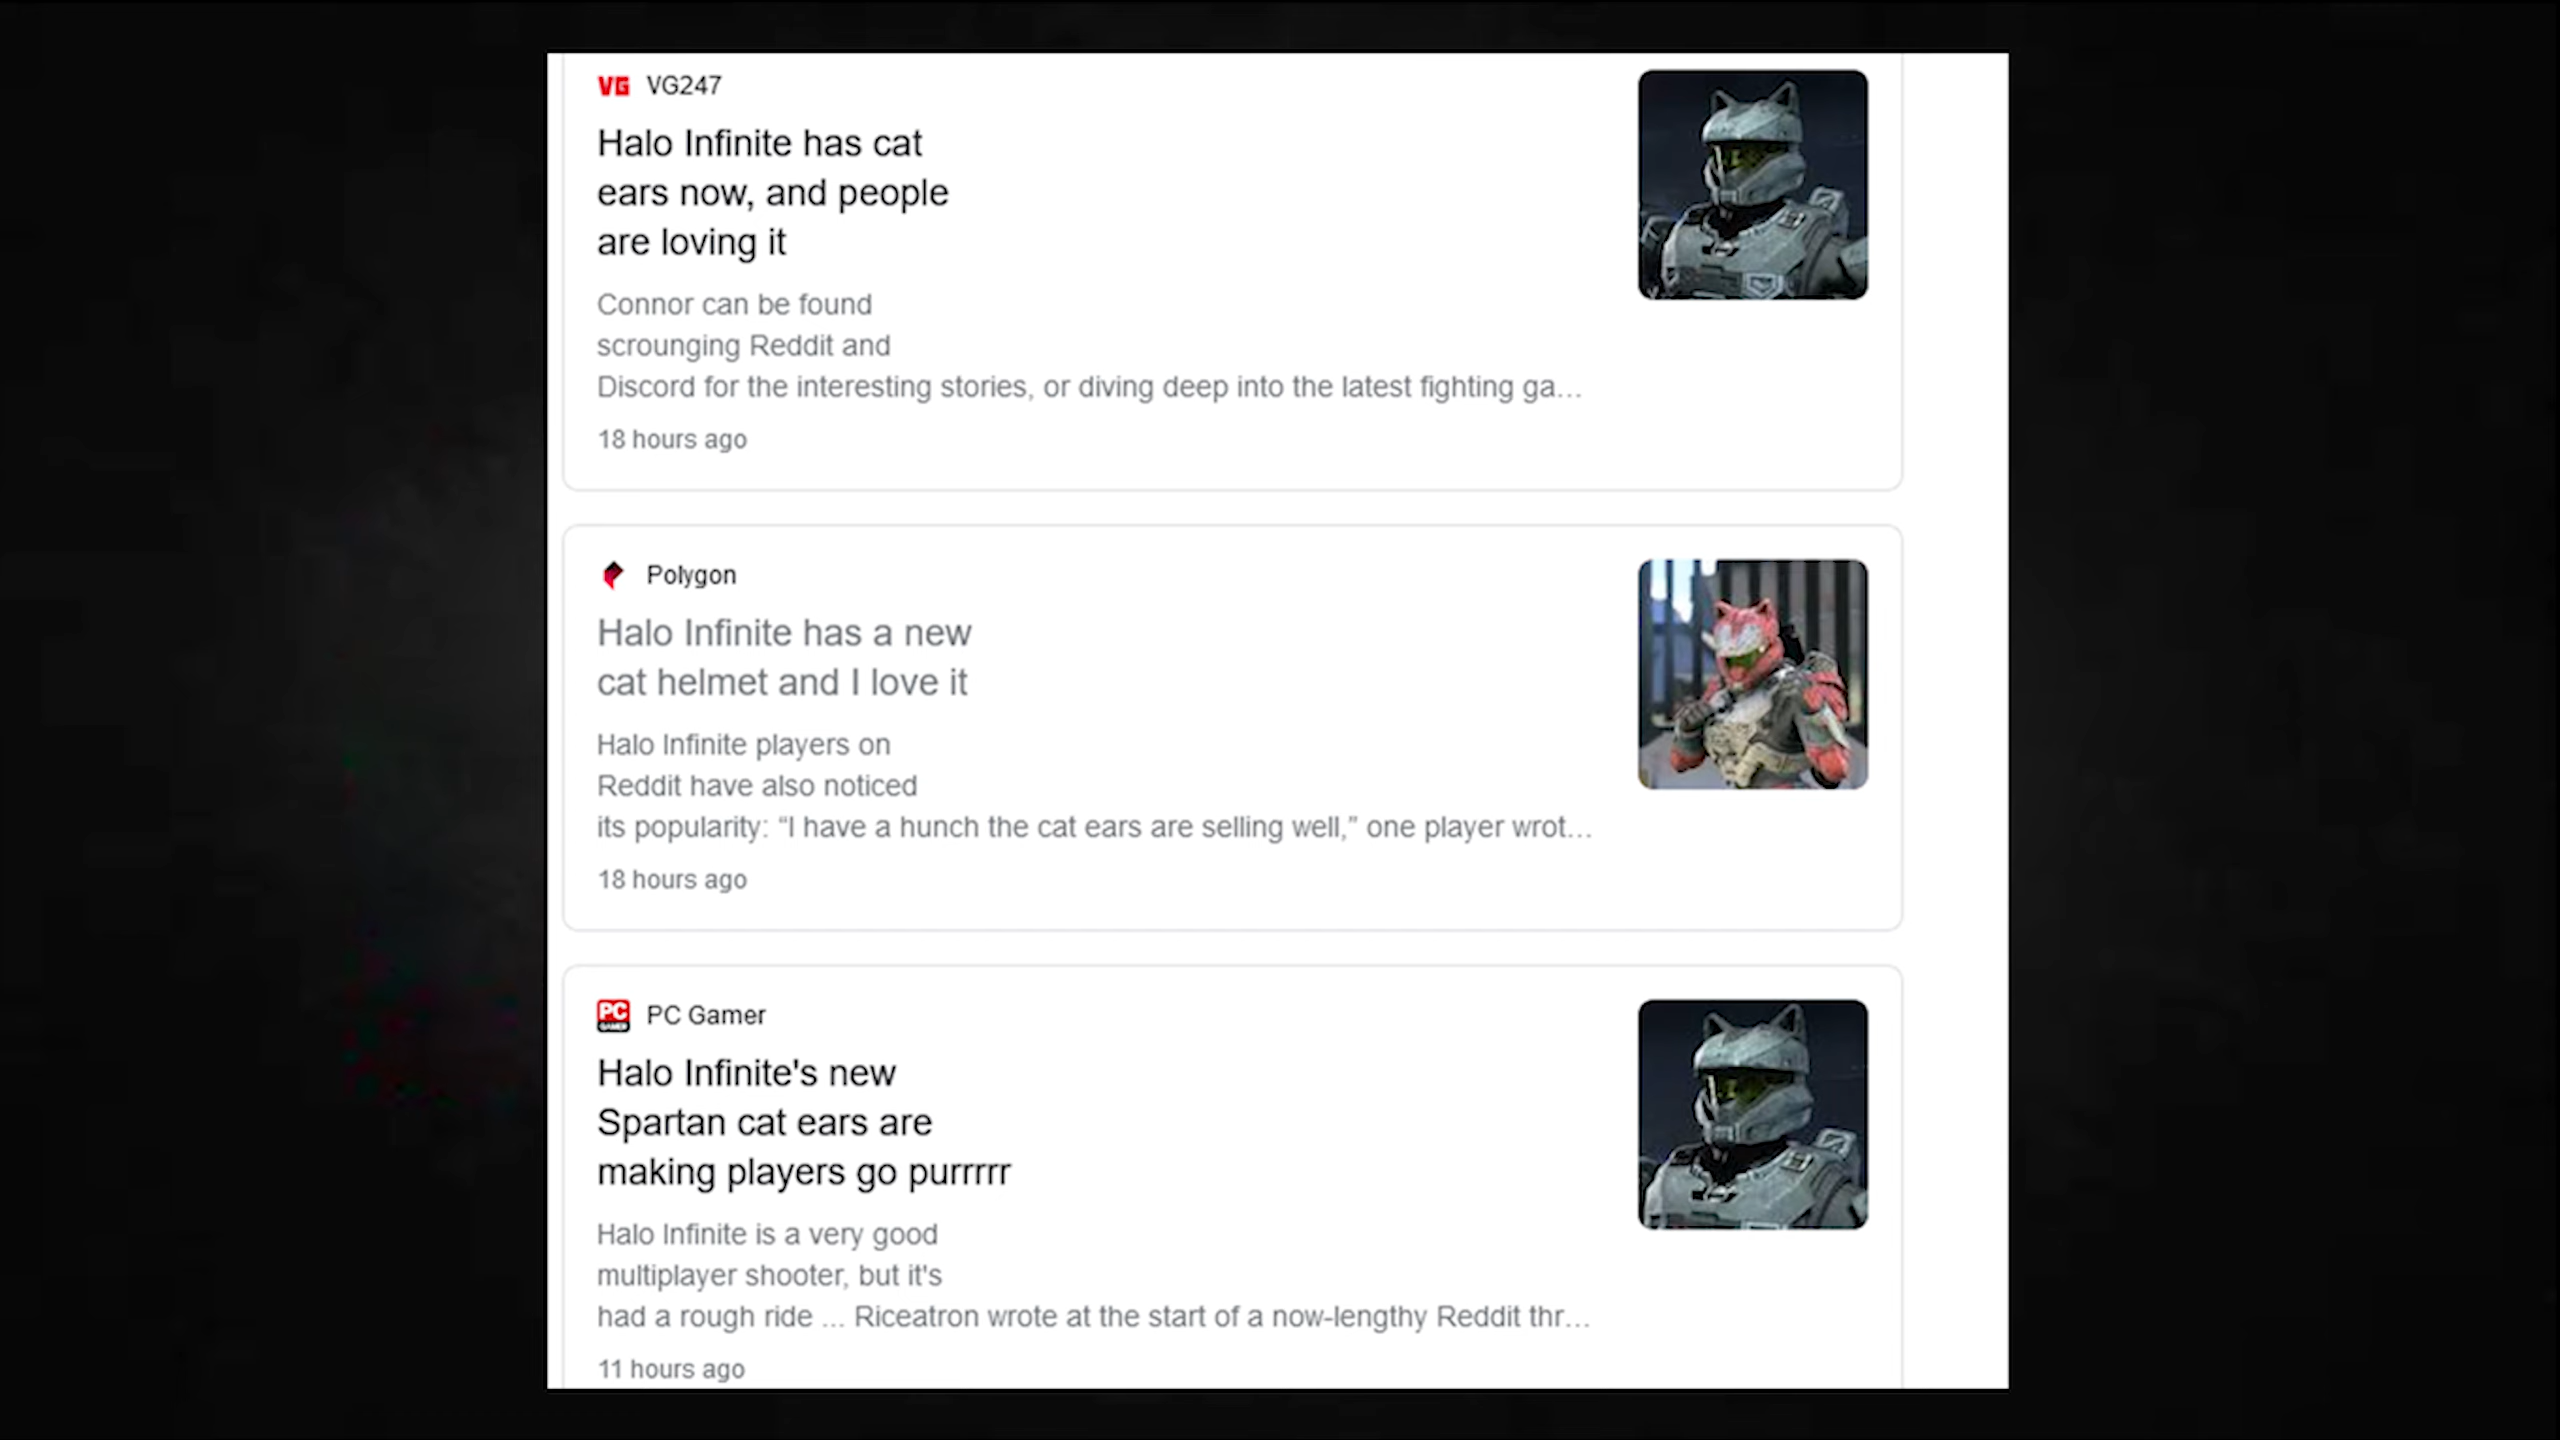 VG VG247
Halo Infinite has cat
ears now, and people
are loving it
Connor can be found
scrounging Reddit and
Discord for the interesting stories, or diving deep into the latest fighting ga...
18 hours ago
Polygon
Halo Infinite has a new
cat helmet and I love it
Halo Infinite players on
Reddit have also noticed
its popularity: “I have a hunch the cat ears are selling well,” one player wrot...
18 hours ago
PC GAMER PC Gamer
Halo Infinite's new
Spartan cat ears are
making players go purrrrr
Halo Infinite is a very good
multiplayer shooter, but it's
had a rough ride ... Riceatron wrote at the start of a now-lengthy Reddit thr...
11 hours ago